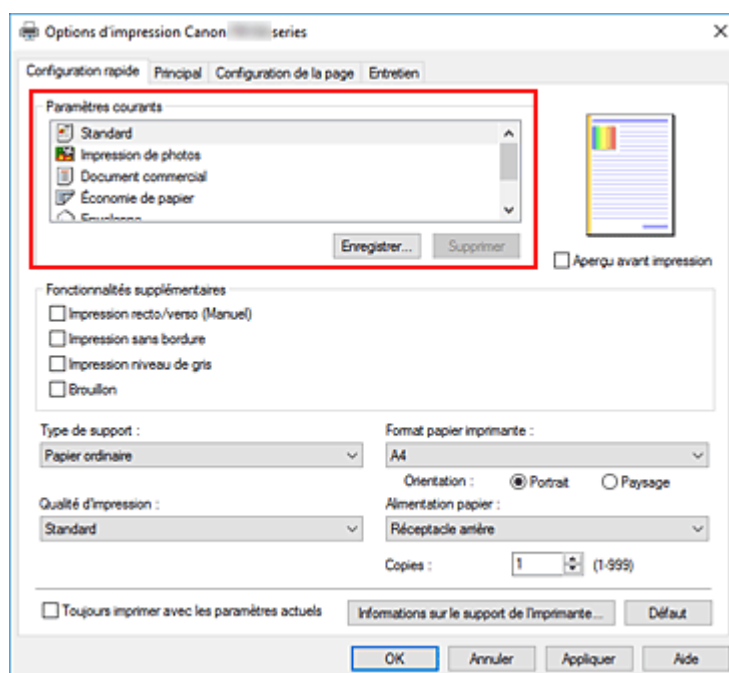 Options d'impression Canon series
Configuration rapide Principal Configuration de la page Entretien
Paramètres courants
Standard
Impression de photos
Document commercial
Économie de papier
Enregistrer... Supprimer
Aperçu avant impression
Fonctionnalités supplémentaires
Impression recto/verso (Manuel)
Impression sans bordure
Impression niveau de gris
Brouillon
Type de support : Format papier imprimante :
Papier ordinaire A4
Orientation : Portrait Paysage
Qualité d'impression : Alimentation papier :
Standard Réceptacle arrière
Copies : 1 (1-999)
Toujours imprimer avec les paramètres actuels Informations sur le support de l'imprimante... Défaut
OK Annuler Appliquer Aide